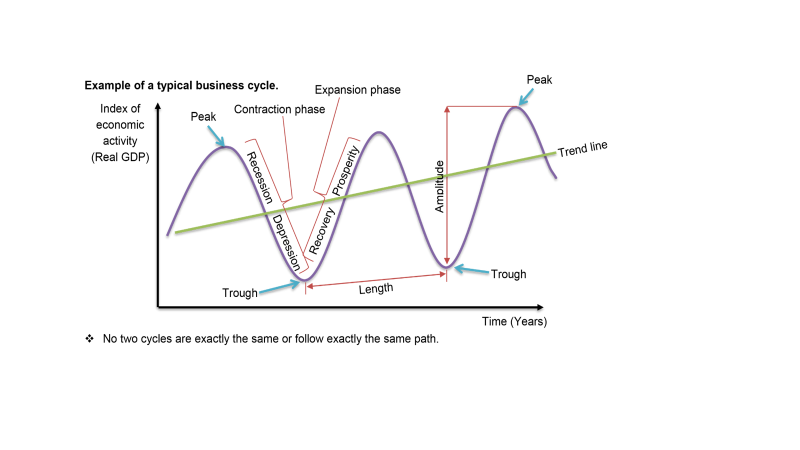 Example of a typical business cycle.
Index of
economic
activity
(Real GDP)
Peak
Contraction phase
Expansion phase
Peak
Recession
Depression
Recovery
Prosperity
Amplitude
Trend line
Trough
Length
Trough
Time (Years)
❖ No two cycles are exactly the same or follow exactly the same path.